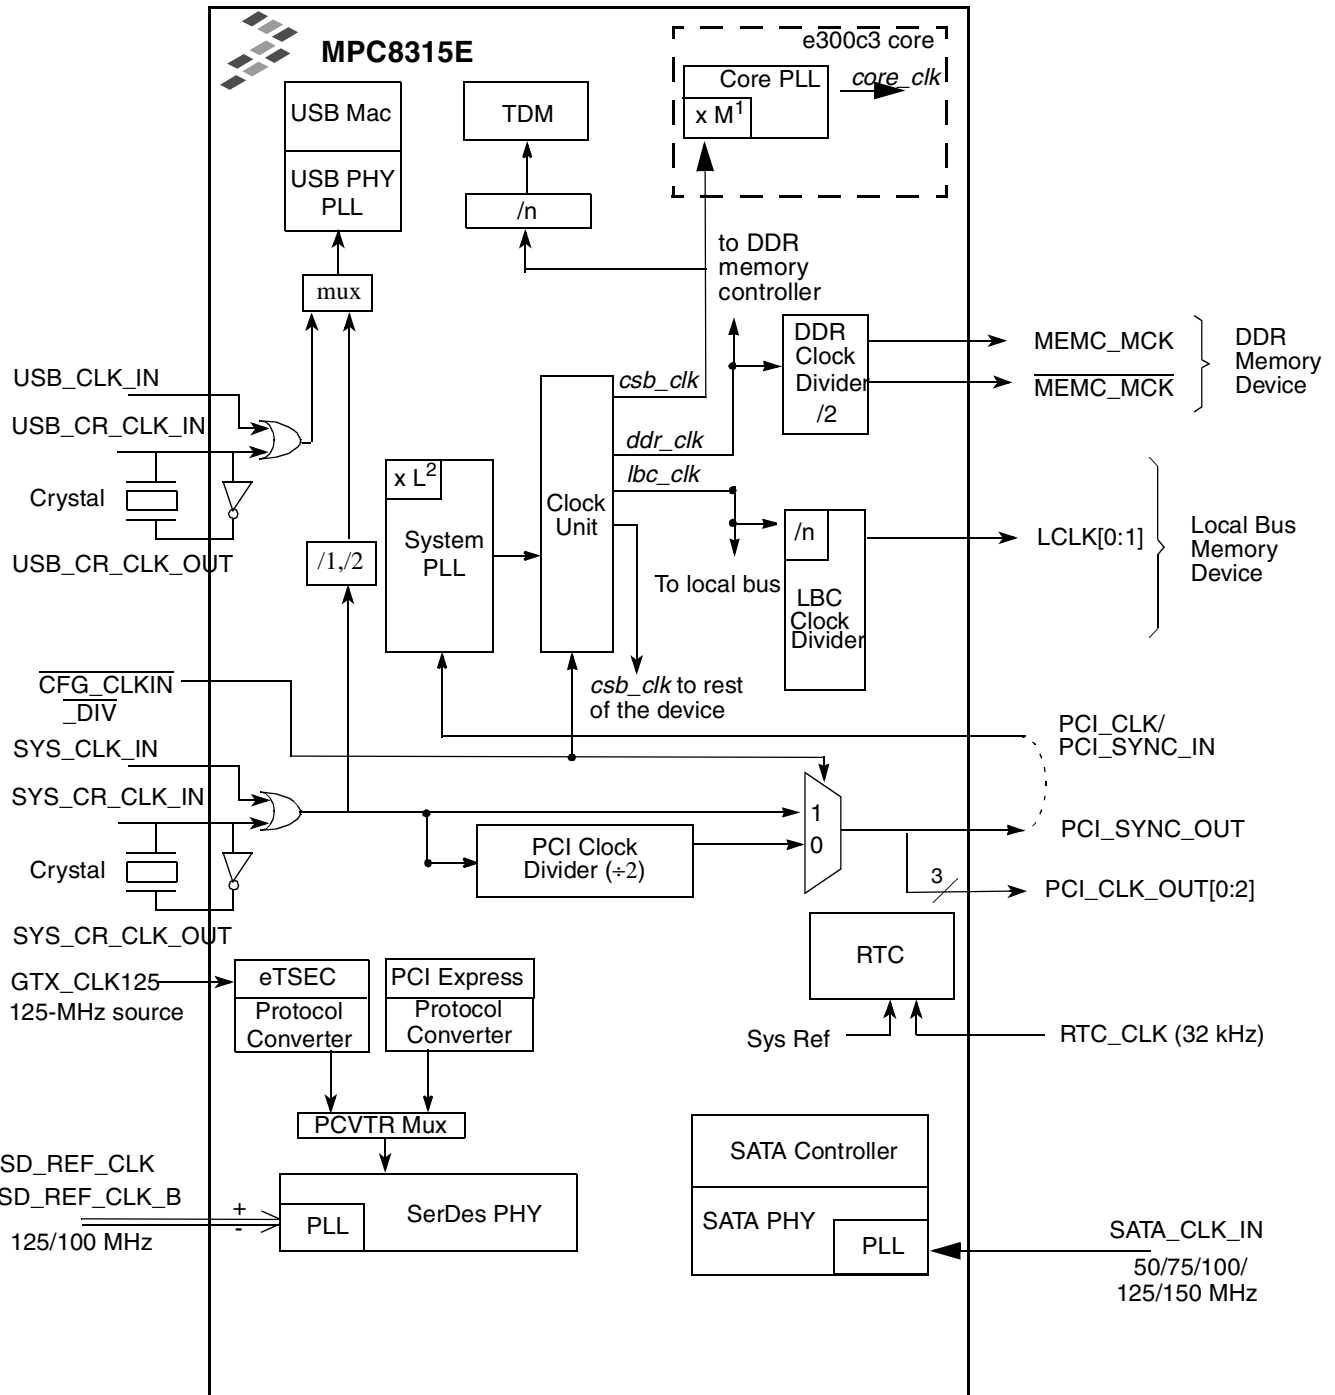 MPC8315E
e300c3 core
Core PLL
core_clk
x M1
USB Mac
USB PHY
PLL
TDM
/n
mux
to DDR
memory
controller
DDR
Clock
Divider
/2
MEMC_MCK
MEMC_MCK
DDR
Memory
Device
USB_CLK_IN
USB_CR_CLK_IN
Crystal
USB_CR_CLK_OUT
csb_clk
ddr_clk
lbc_clk
x L2
System
PLL
Clock
Unit
/1,/2
/n
LBC
Clock
Divider
To local bus
LCLK[0:1]
Local Bus
Memory
Device
csb_clk to rest
of the device
CFG_CLKIN
_DIV
SYS_CLK_IN
SYS_CR_CLK_IN
Crystal
SYS_CR_CLK_OUT
PCI_CLK/
PCI_SYNC_IN
1
0
PCI Clock
Divider (÷2)
PCI_SYNC_OUT
3
PCI_CLK_OUT[0:2]
RTC
Sys Ref
RTC_CLK (32 kHz)
GTX_CLK125
125-MHz source
eTSEC
Protocol
Converter
PCI Express
Protocol
Converter
PCVTR Mux
SD_REF_CLK
SD_REF_CLK_B
+
-
125/100 MHz
PLL
SerDes PHY
SATA Controller
SATA PHY
PLL
SATA_CLK_IN
50/75/100/
125/150 MHz